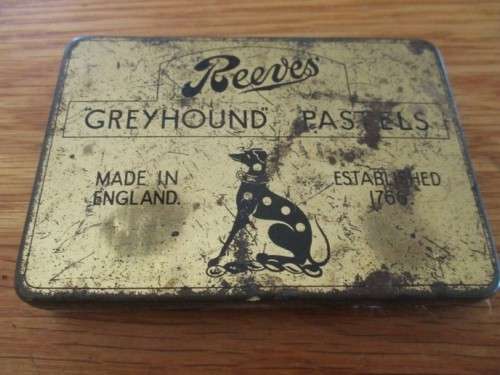 Reeves
"GREYHOUND" PASTELS
MADE IN ENGLAND.
ESTABLISHED 1766